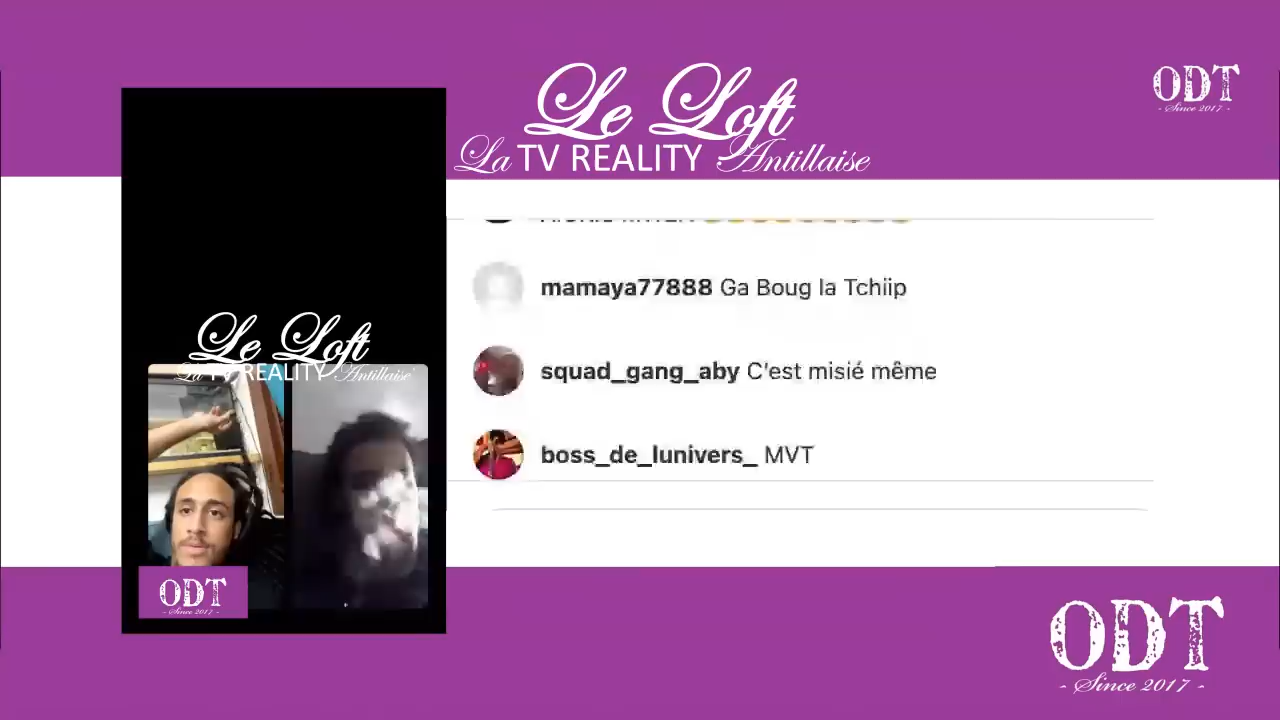 Le Loft
La TV REALITY Antillaise
ODT
- Since 2017 -
mamaya77888 Ga Boug la Tchiip
squad_gang_aby C'est misié même
boss_de_lunivers_ MVT
Le Loft
La TV REALITY Antillaise
ODT
- Since 2017 -
ODT
- Since 2017 -